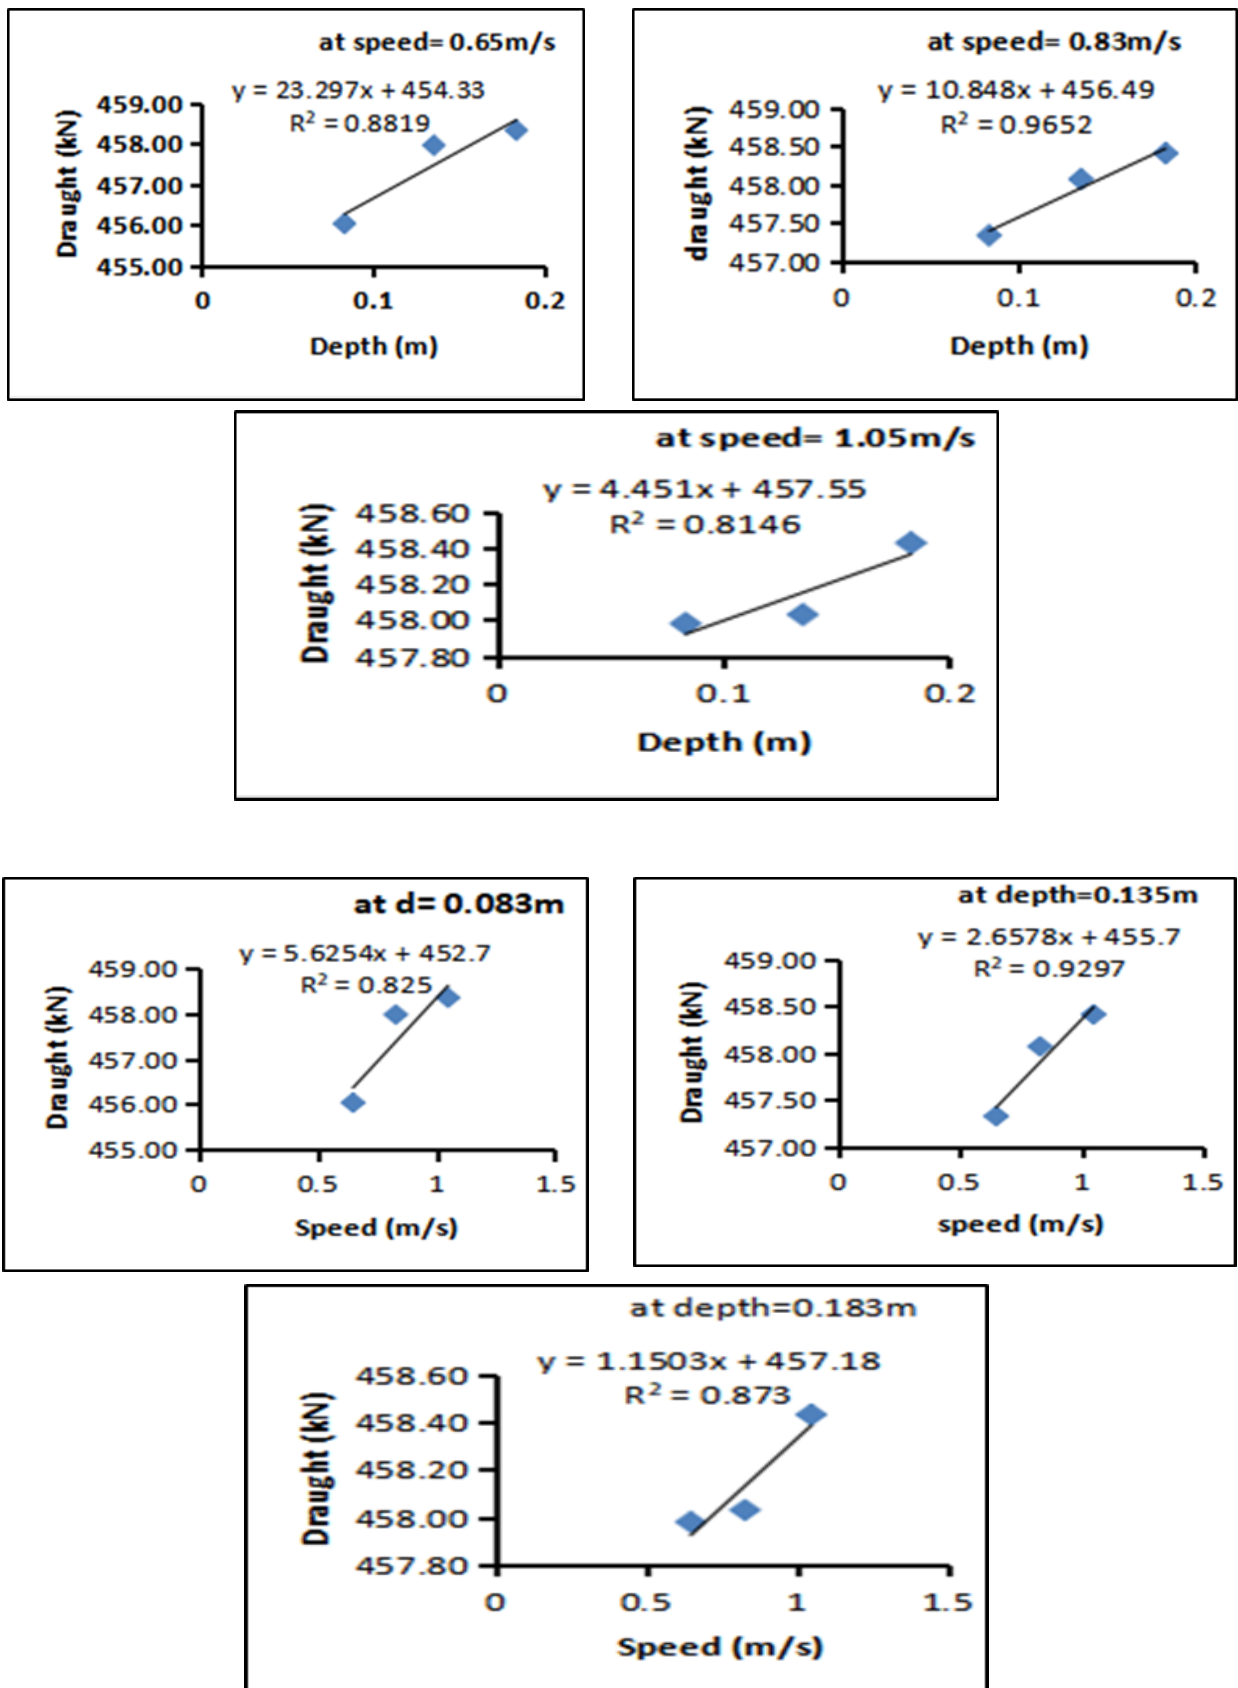 at speed= 0.65m/s
y = 23.297x + 454.33
R² = 0.8819
Draught (kN)
459.00
458.00
457.00
456.00
455.00
0 0.1 0.2
Depth (m)
at speed= 0.83m/s
y = 10.848x + 456.49
R² = 0.9652
draught (kN)
459.00
458.50
458.00
457.50
457.00
0 0.1 0.2
Depth (m)
at speed= 1.05m/s
y = 4.451x + 457.55
R² = 0.8146
Draught (kN)
458.60
458.40
458.20
458.00
457.80
0 0.1 0.2
Depth (m)
at d= 0.083m
y = 5.6254x + 452.7
R² = 0.825
Draught (kN)
459.00
458.00
457.00
456.00
455.00
0 0.5 1 1.5
Speed (m/s)
at depth=0.135m
y = 2.6578x + 455.7
R² = 0.9297
Draught (kN)
459.00
458.50
458.00
457.50
457.00
0 0.5 1 1.5
speed (m/s)
at depth=0.183m
y = 1.1503x + 457.18
R² = 0.873
Draught (kN)
458.60
458.40
458.20
458.00
457.80
0 0.5 1 1.5
Speed (m/s)